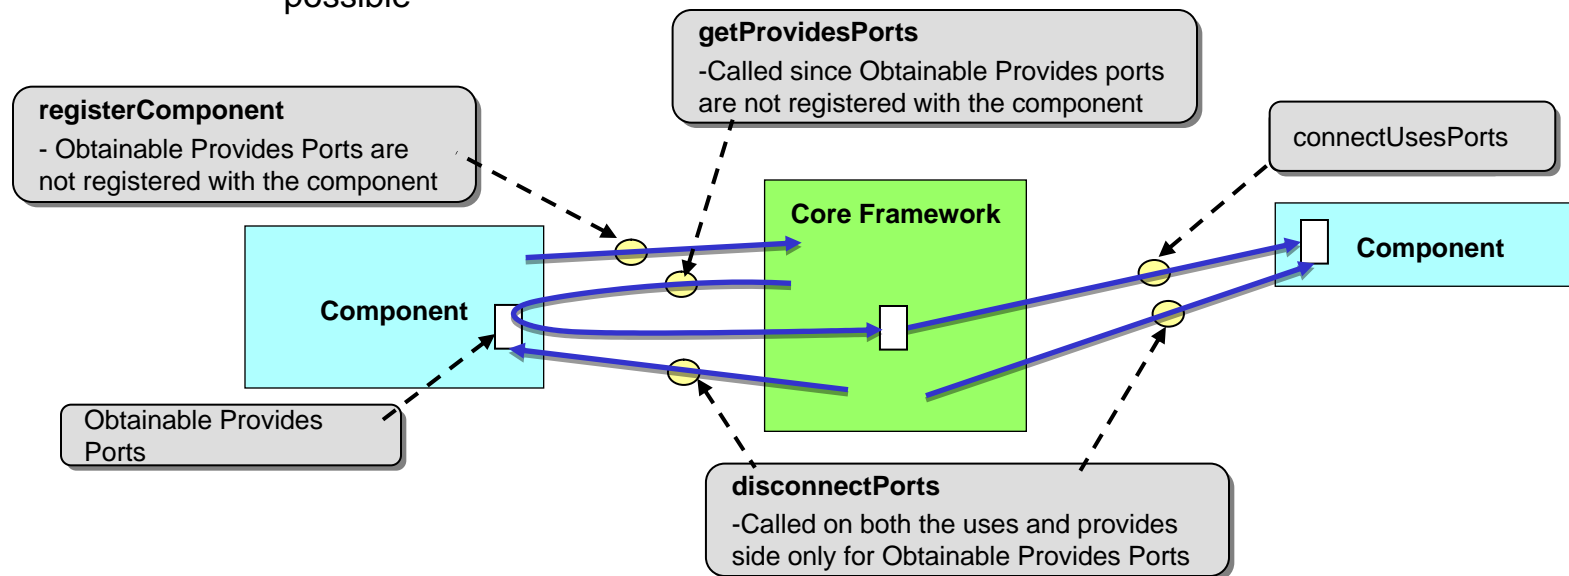 possible
getProvidesPorts
-Called since Obtainable Provides ports
are not registered with the component
registerComponent
- Obtainable Provides Ports are
not registered with the component
connectUsesPorts
Core Framework
Component
Component
Obtainable Provides
Ports
disconnectPorts
-Called on both the uses and provides
side only for Obtainable Provides Ports